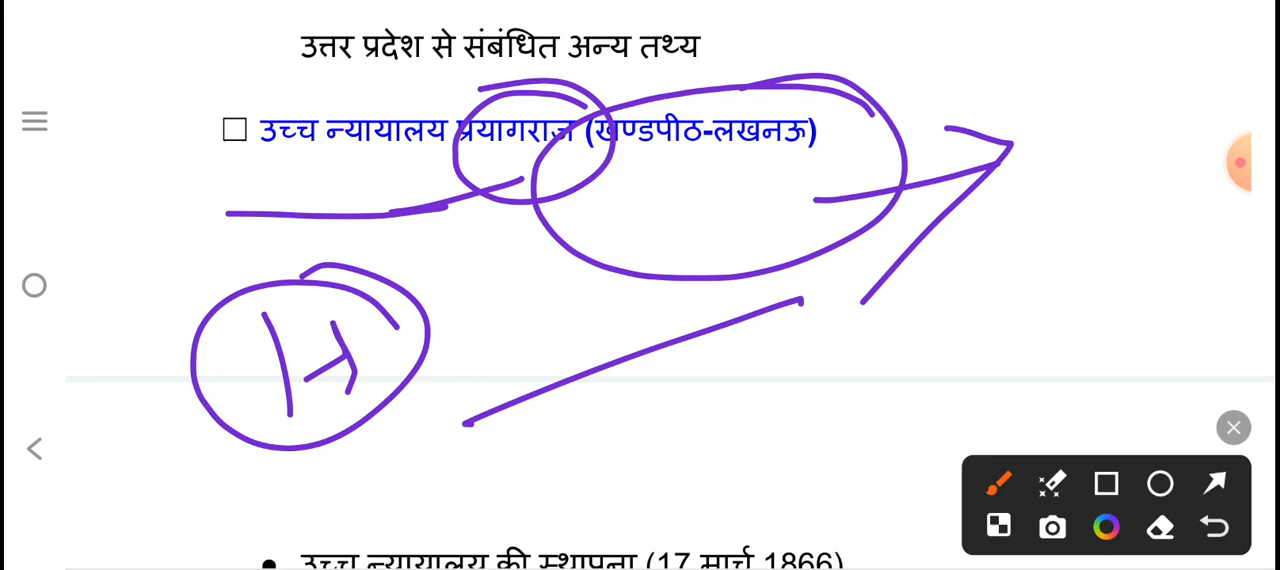 उत्तर प्रदेश से संबंधित अन्य तथ्य
□ उच्च न्यायालय प्रयागराज (खण्डपीठ-लखनऊ)
• उच्च न्यायालय की स्थापना (17 मार्च 1866)